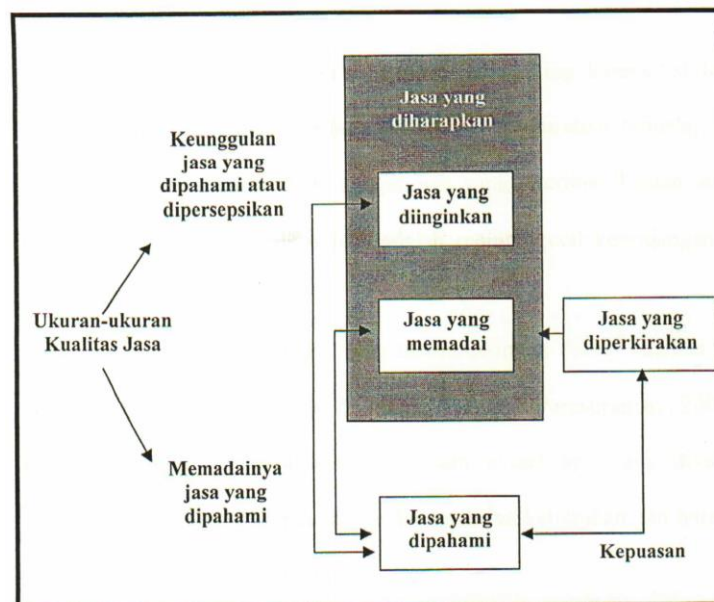 Jasa yang
diharapkan
Keunggulan
jasa yang
dipahami atau
dipersepsikan
Jasa yang
diinginkan
Ukuran-ukuran
Kualitas Jasa
Jasa yang
memadai
Jasa yang
diperkirakan
Memadainya
jasa yang
dipahami
Jasa yang
dipahami
Kepuasan